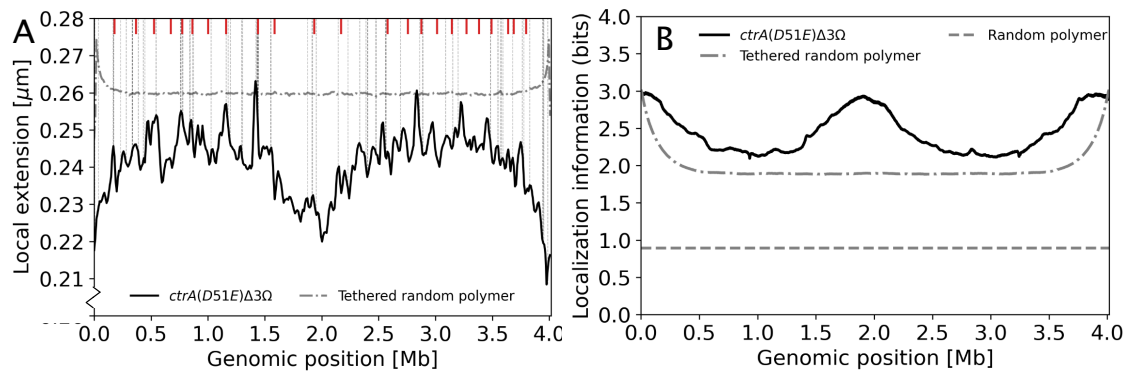 A
0.28
0.27
0.26
0.25
0.24
0.23
0.22
0.21
Local extension [μm]
ctrA(D51E)Δ3Ω
Tethered random polymer
0.0 0.5 1.0 1.5 2.0 2.5 3.0 3.5 4.0
Genomic position [Mb]
B
4.0
3.5
3.0
2.5
2.0
1.5
1.0
0.5
0.0
Localization information (bits)
ctrA(D51E)Δ3Ω
Random polymer
Tethered random polymer
0.0 0.5 1.0 1.5 2.0 2.5 3.0 3.5 4.0
Genomic position [Mb]